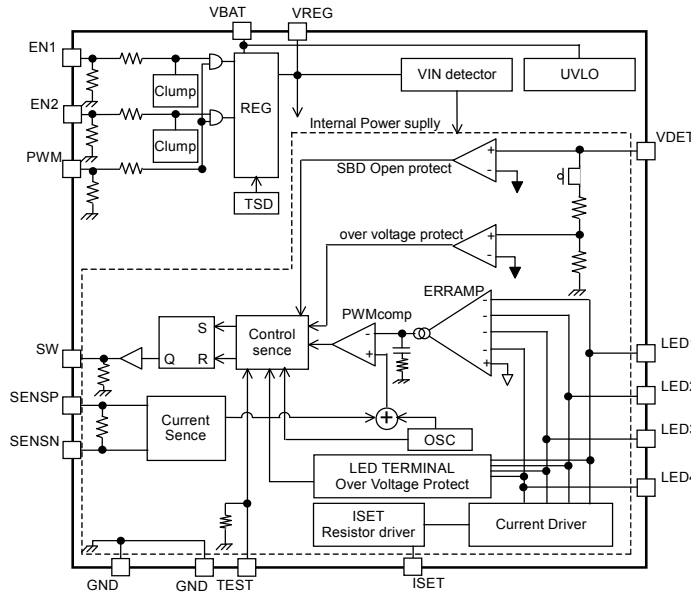 VBAT
VREG
EN1
Clump
REG
VIN detector
UVLO
EN2
Clump
PWM
Internal Power suplly
VDET
+
-
SBD Open protect
TSD
over voltage protect
+
-
ERRAMP
PWMcomp
-
-
-
-
-
+
-
+
S
Q
R
Control
sence
SW
LED1
LED2
LED3
LED4
SENSP
SENSN
Current
Sence
+
OSC
LED TERMINAL
Over Voltage Protect
ISET
Resistor driver
Current Driver
GND
GND
TEST
ISET